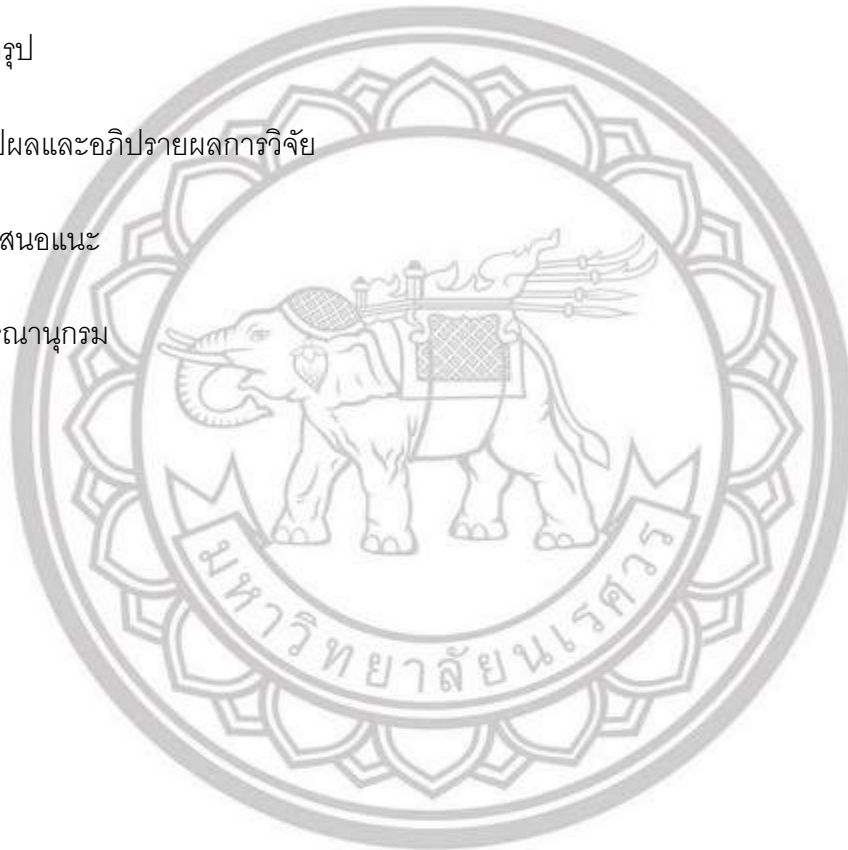 รุป
ปผลและอภิปรายผลการวิจัย
สนอแนะ
ณานุกรม
มหาวิทยาลัยนเรศวร